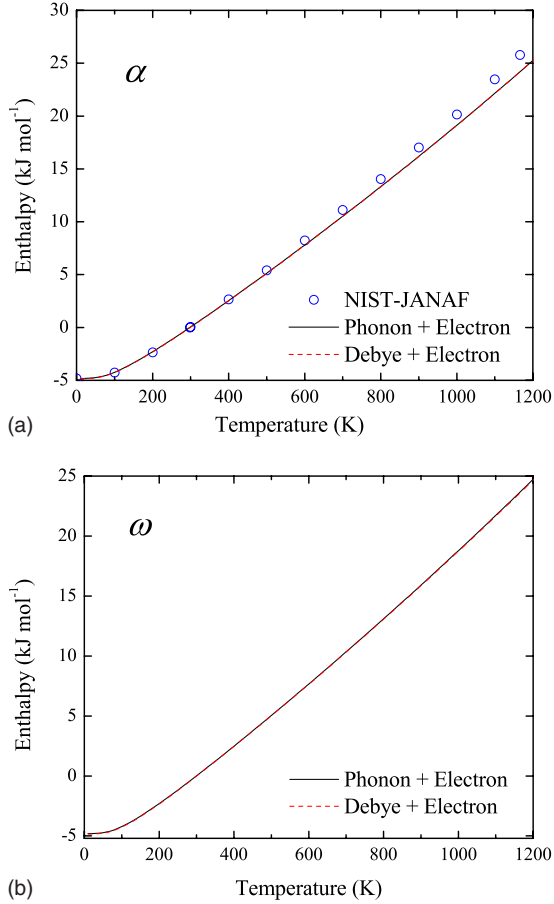 30
25
20
15
10
5
0
-5
Enthalpy (kJ mol⁻¹)
α
NIST-JANAF
Phonon + Electron
Debye + Electron
0 200 400 600 800 1000 1200
Temperature (K)
(a)
25
20
15
10
5
0
-5
Enthalpy (kJ mol⁻¹)
ω
Phonon + Electron
Debye + Electron
0 200 400 600 800 1000 1200
Temperature (K)
(b)